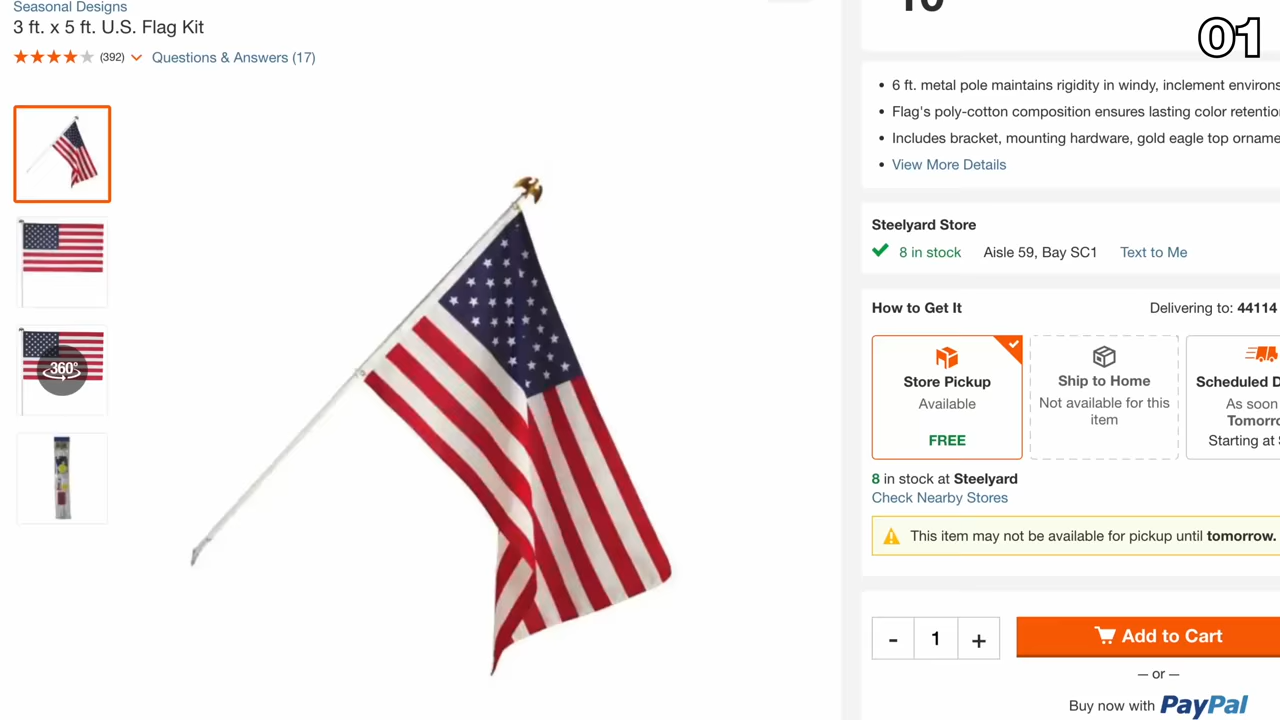 Seasonal Designs
3 ft. x 5 ft. U.S. Flag Kit
(392) Questions & Answers (17)
360°
01
6 ft. metal pole maintains rigidity in windy, inclement environs
Flag's poly-cotton composition ensures lasting color retentio
Includes bracket, mounting hardware, gold eagle top orname
View More Details
Steelyard Store
8 in stock Aisle 59, Bay SC1 Text to Me
How to Get It Delivering to: 44114
Store Pickup
Available
FREE
Ship to Home
Not available for this
item
Scheduled D
As soon
Tomorro
Starting at
8 in stock at Steelyard
Check Nearby Stores
This item may not be available for pickup until tomorrow.
- 1 + Add to Cart
— or —
Buy now with PayPal